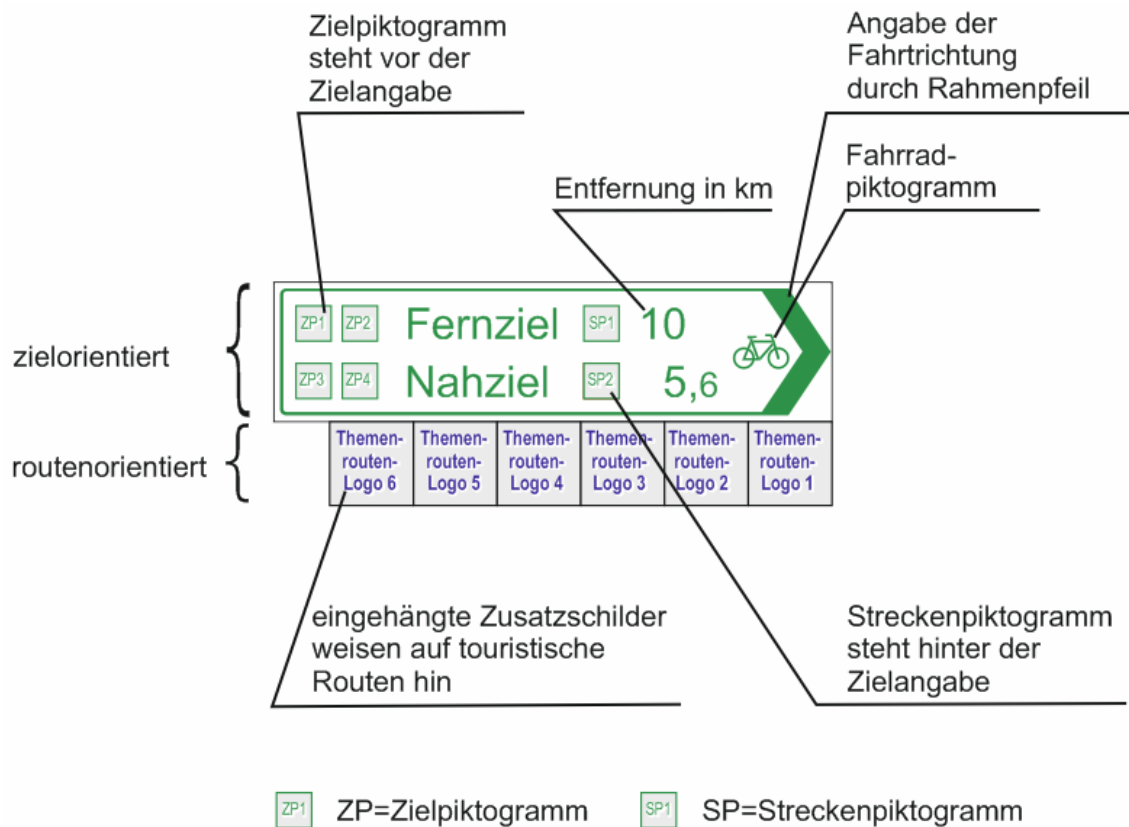 Zielpiktogramm
steht vor der
Zielangabe
Angabe der
Fahrtrichtung
durch Rahmenpfeil
Entfernung in km
Fahrrad-
piktogramm
zielorientiert
ZP1 ZP2 Fernziel SP1 10
ZP3 ZP4 Nahziel SP2 5,6
routenorientiert
Themen-
routen-
Logo 6
Themen-
routen-
Logo 5
Themen-
routen-
Logo 4
Themen-
routen-
Logo 3
Themen-
routen-
Logo 2
Themen-
routen-
Logo 1
eingehängte Zusatzschilder
weisen auf touristische
Routen hin
Streckenpiktogramm
steht hinter der
Zielangabe
ZP1 ZP=Zielpiktogramm
SP1 SP=Streckenpiktogramm